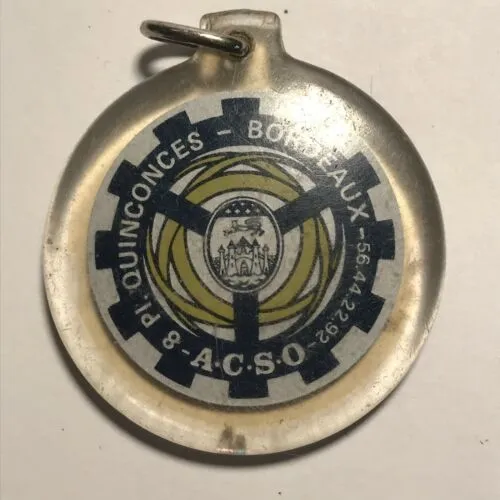 8 Pl. QUINCONCES - BORDEAUX - 56.44.22.92 -
- A.C.S.O -